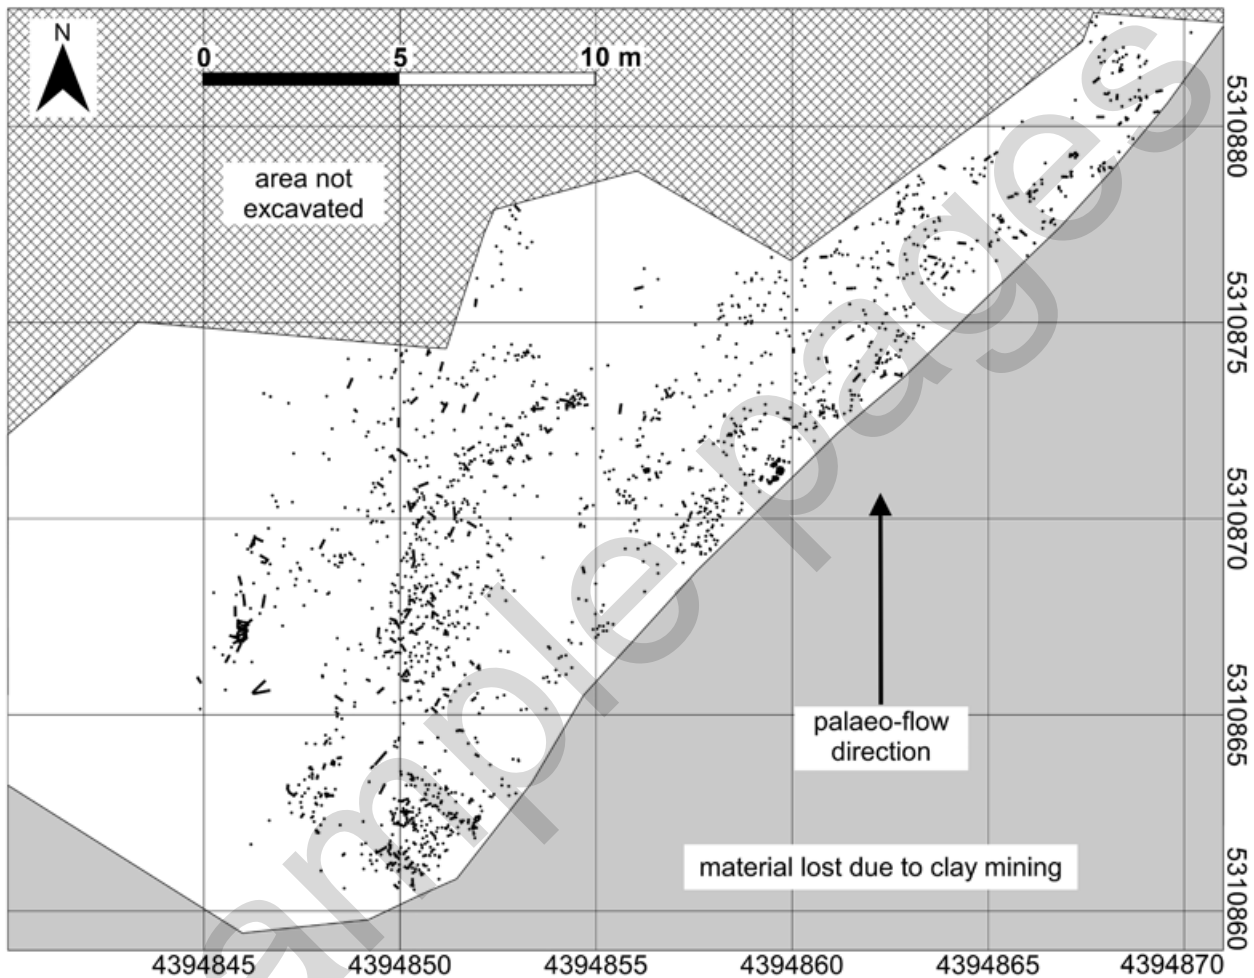 N
0 5 10 m
area not
excavated
palaeo-flow
direction
material lost due to clay mining
5310880
5310875
5310870
5310865
5310860
4394845 4394850 4394855 4394860 4394865 4394870
ample pages